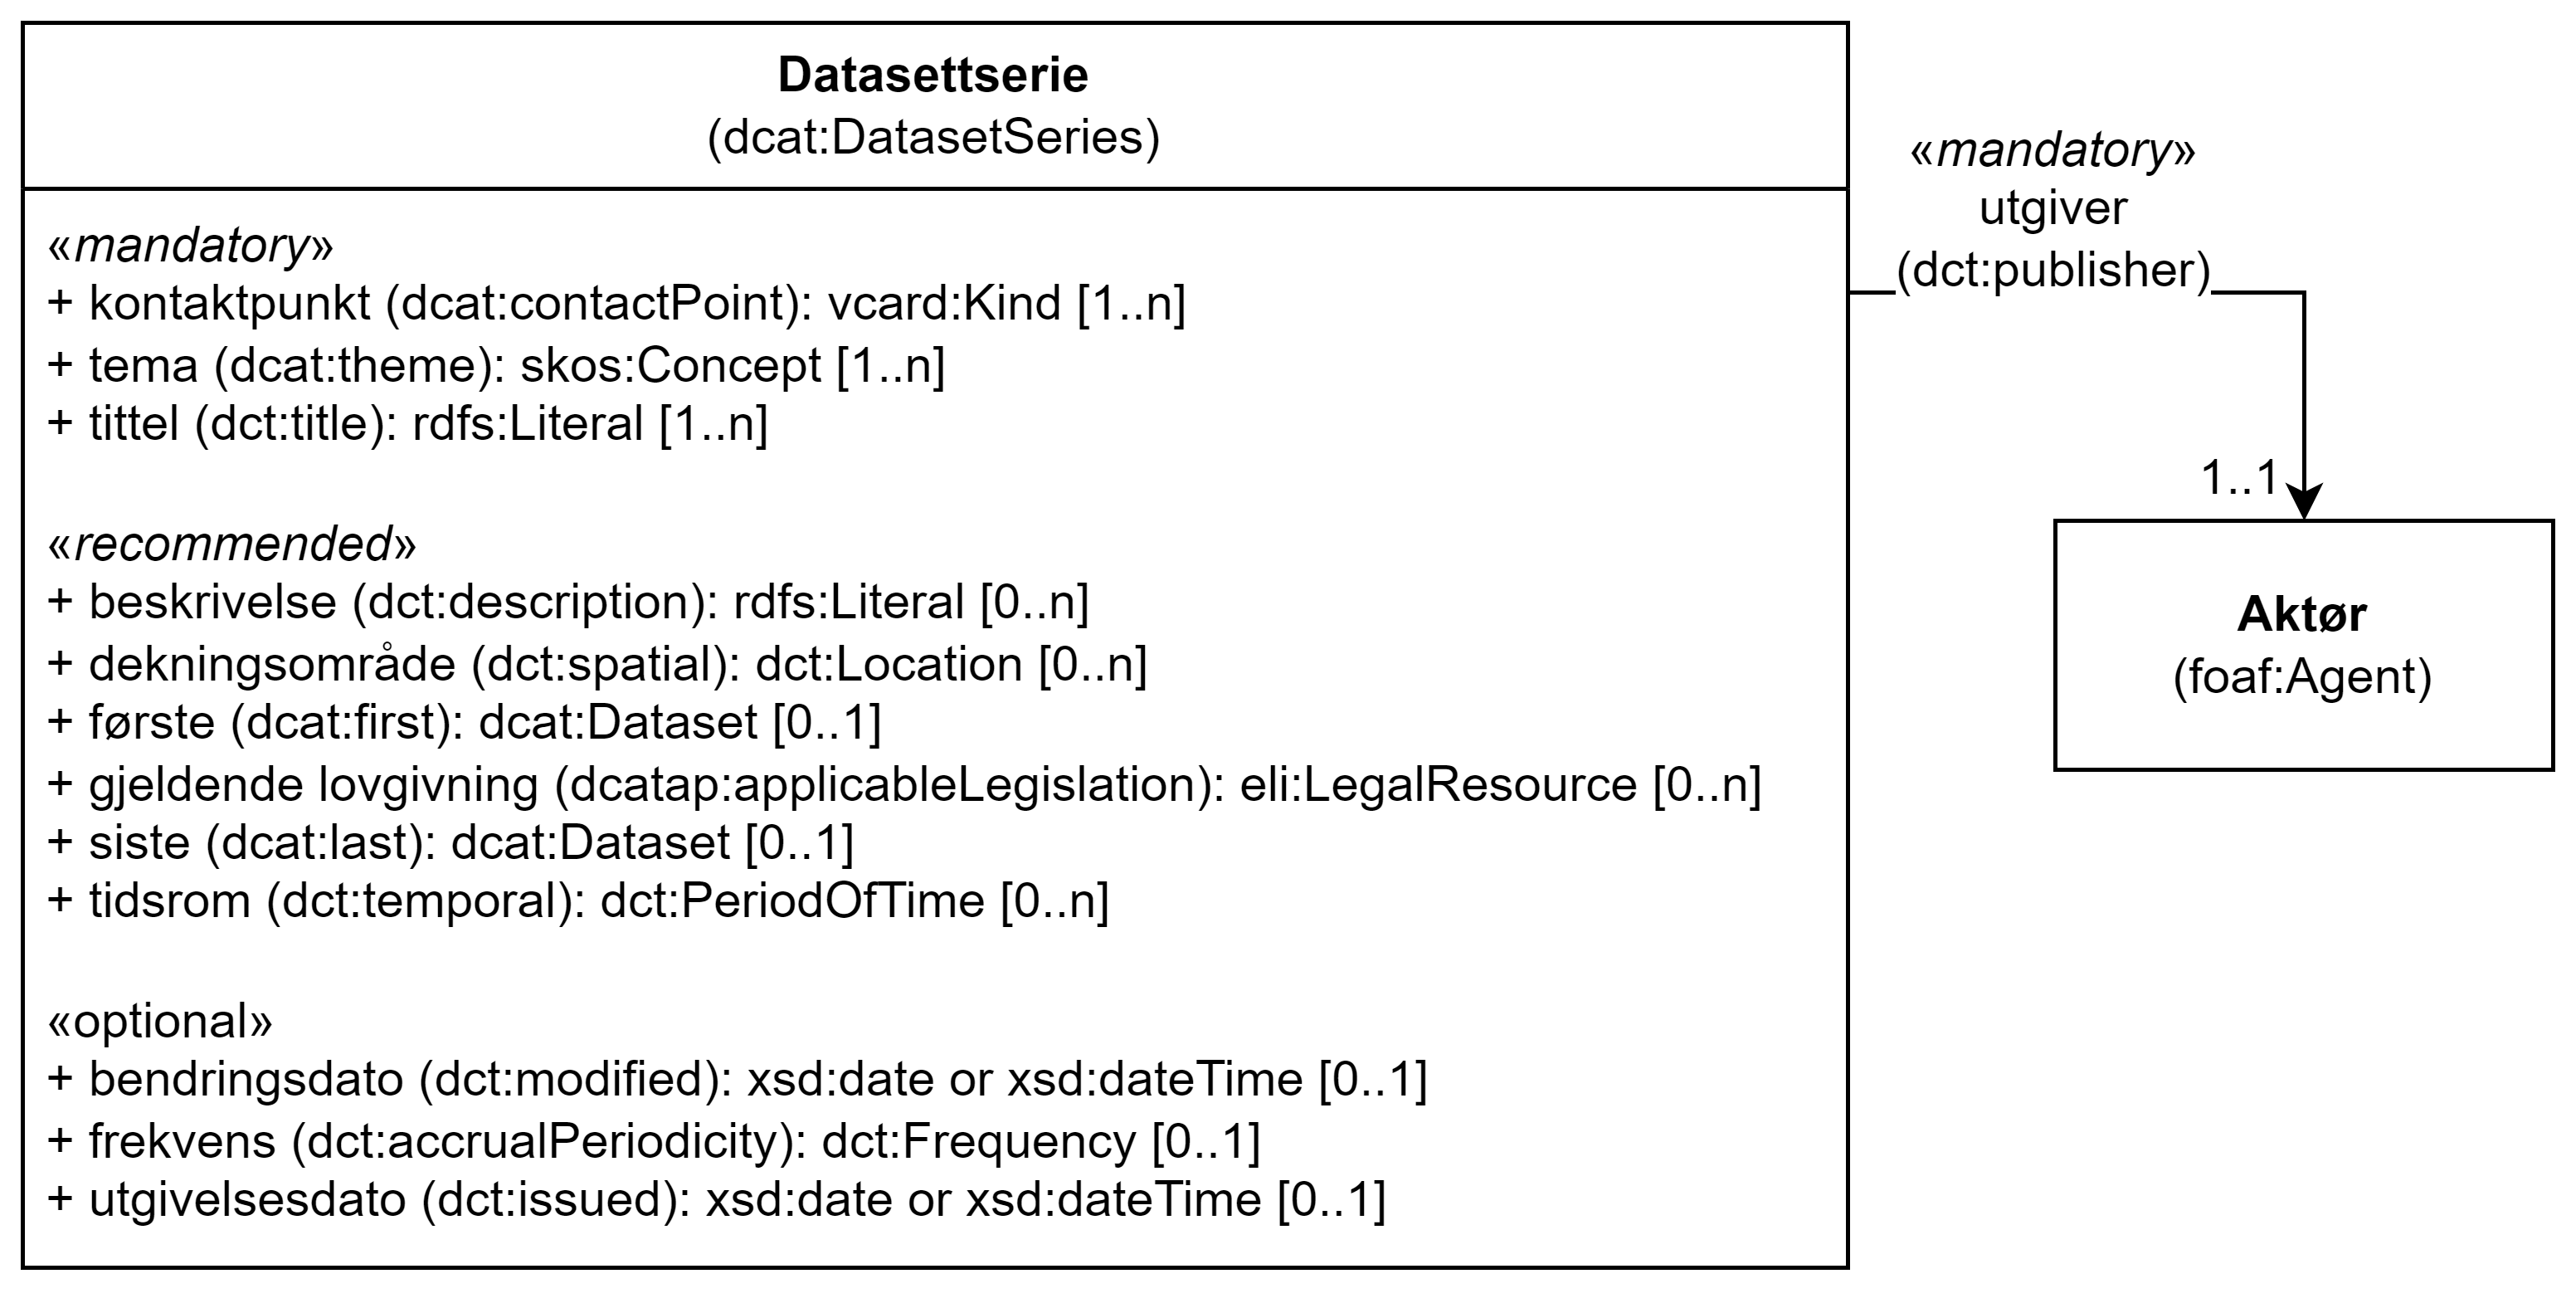 Datasettserie
(dcat:DatasetSeries)
«mandatory»
+ kontaktpunkt (dcat:contactPoint): vcard:Kind [1..n]
+ tema (dcat:theme): skos:Concept [1..n]
+ tittel (dct:title): rdfs:Literal [1..n]
«recommended»
+ beskrivelse (dct:description): rdfs:Literal [0..n]
+ dekningsområde (dct:spatial): dct:Location [0..n]
+ første (dcat:first): dcat:Dataset [0..1]
+ gjeldende lovgivning (dcatap:applicableLegislation): eli:LegalResource [0..n]
+ siste (dcat:last): dcat:Dataset [0..1]
+ tidsrom (dct:temporal): dct:PeriodOfTime [0..n]
«optional»
+ bendringsdato (dct:modified): xsd:date or xsd:dateTime [0..1]
+ frekvens (dct:accrualPeriodicity): dct:Frequency [0..1]
+ utgivelsesdato (dct:issued): xsd:date or xsd:dateTime [0..1]
«mandatory»
utgiver
(dct:publisher)
1..1
Aktør
(foaf:Agent)